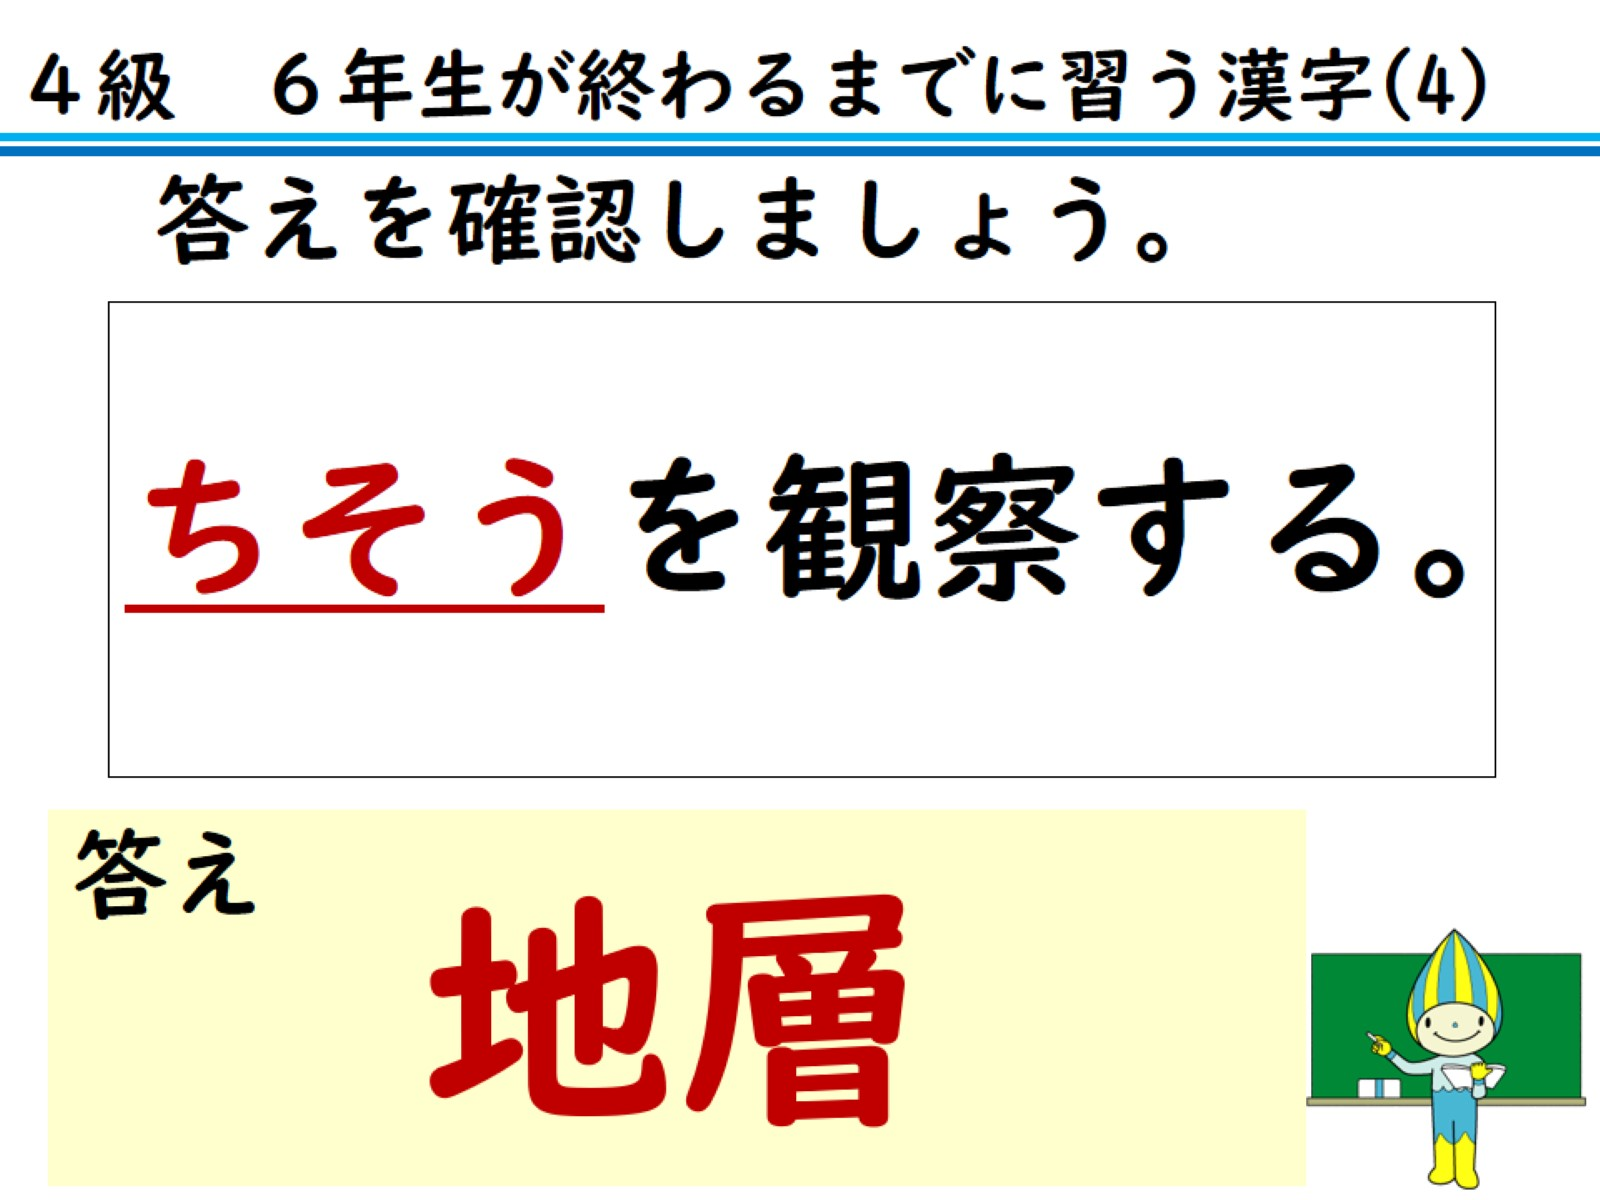 ４級　６年生が終わるまでに習う漢字(4)
答えを確認しましょう。
ちそうを観察する。
答え
地層